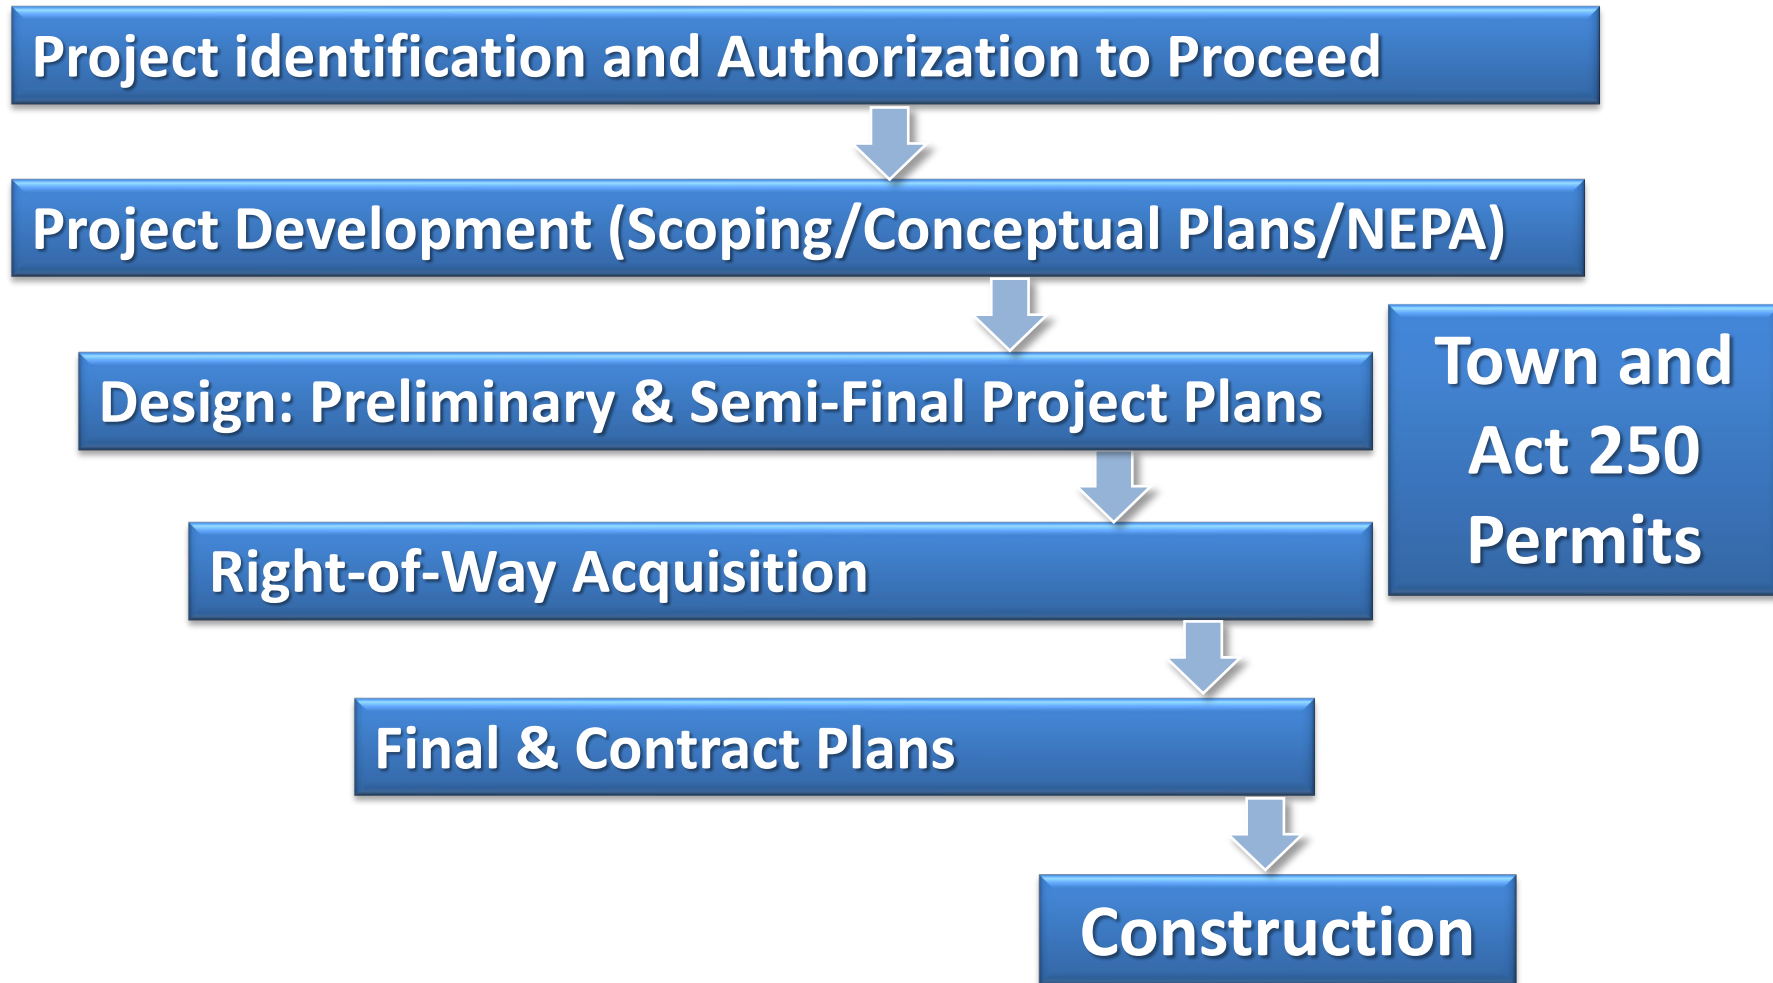 Project identification and Authorization to Proceed
Project Development (Scoping/Conceptual Plans/NEPA)
Design: Preliminary & Semi-Final Project Plans
Town and
Act 250
Permits
Right-of-Way Acquisition
Final & Contract Plans
Construction